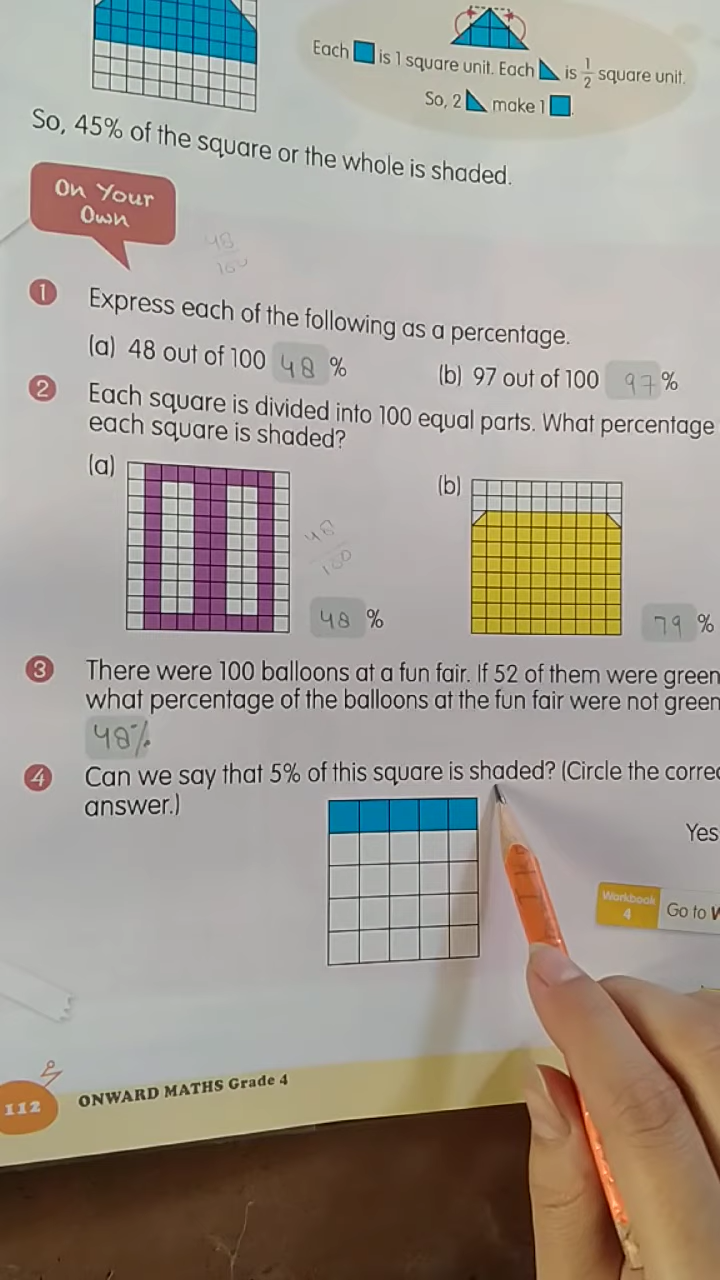 Each is 1 square unit. Each is 1/2 square unit.
So, 2 make 1 .
So, 45% of the square or the whole is shaded.
On Your
Own
48
100
1 Express each of the following as a percentage.
(a) 48 out of 100 48 % (b) 97 out of 100 97 %
2 Each square is divided into 100 equal parts. What percentage
each square is shaded?
(a) (b)
48
100
48 % 79 %
3 There were 100 balloons at a fun fair. If 52 of them were green
what percentage of the balloons at the fun fair were not green
48%
4 Can we say that 5% of this square is shaded? (Circle the correc
answer.)
Yes
Workbook
4 Go to W
112 ONWARD MATHS Grade 4